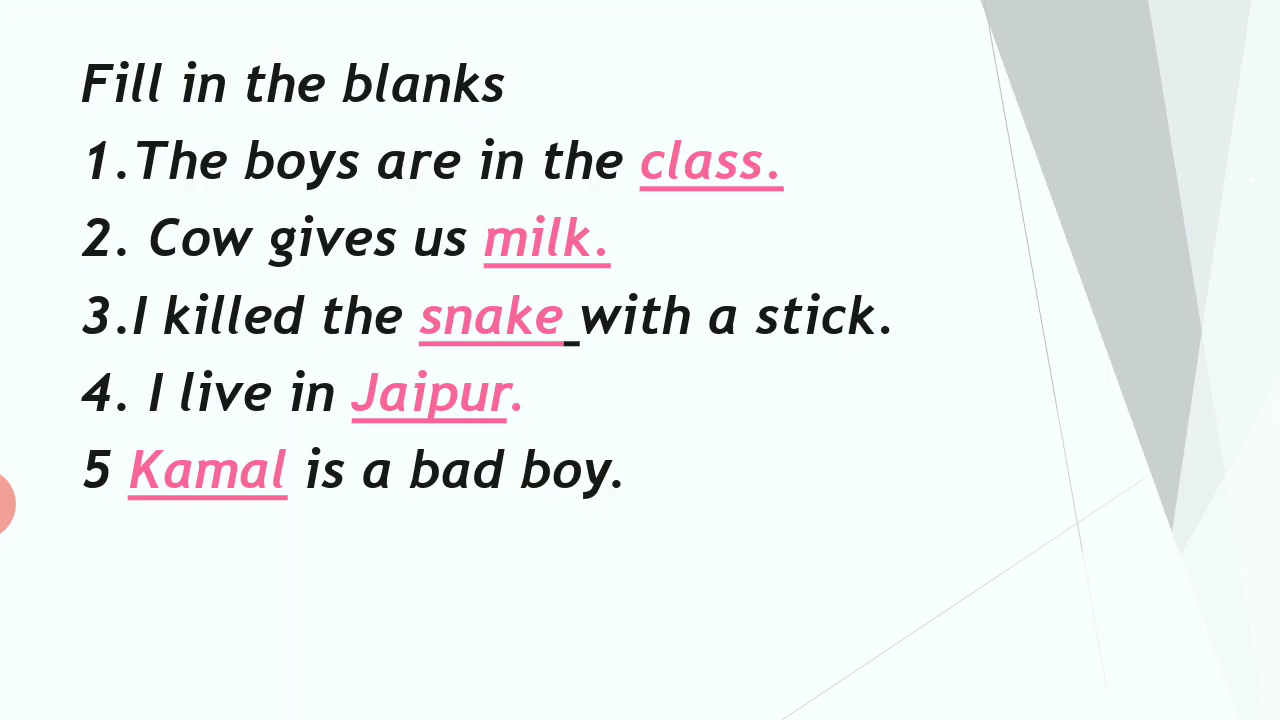 Fill in the blanks
1.The boys are in the class.
2. Cow gives us milk.
3.I killed the snake with a stick.
4. I live in Jaipur.
5 Kamal is a bad boy.